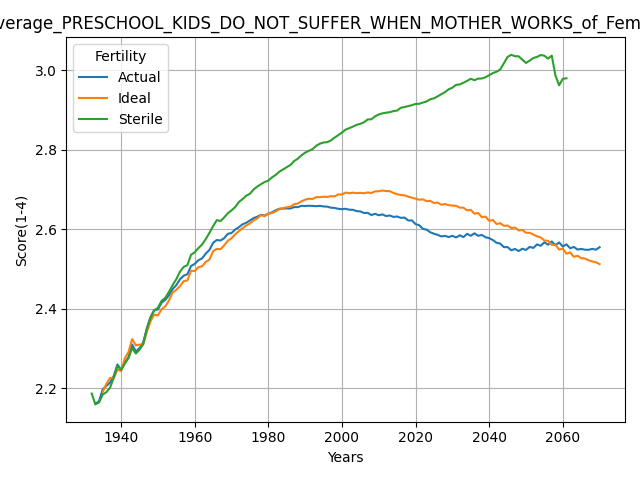 verage_PRESCHOOL_KIDS_DO_NOT_SUFFER_WHEN_MOTHER_WORKS_of_Fem
Fertility
Actual
Ideal
Sterile
Score(1-4)
3.0
2.8
2.6
2.4
2.2
1940 1960 1980 2000 2020 2040 2060
Years